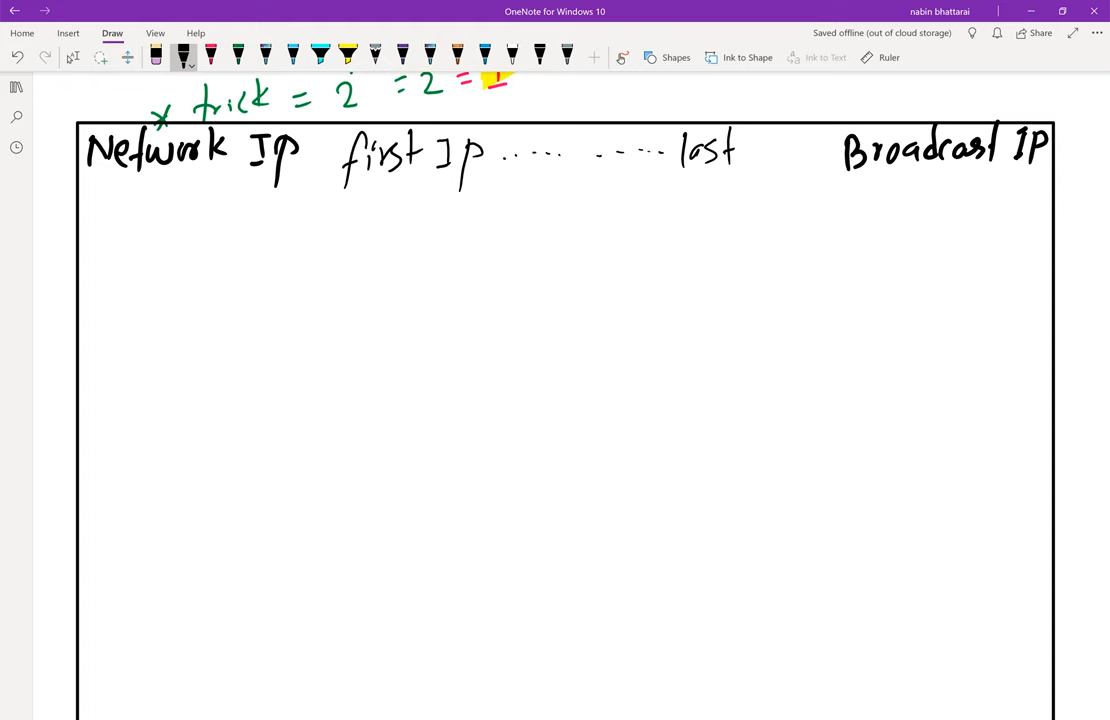 OneNote for Windows 10
nabin bhattarai
Home Insert Draw View Help
Saved offline (out of cloud storage)
Share
Shapes
Ink to Shape
Ink to Text
Ruler
* trick = 2 = 2 =
Network IP first IP ..... ...... last Broadcast IP